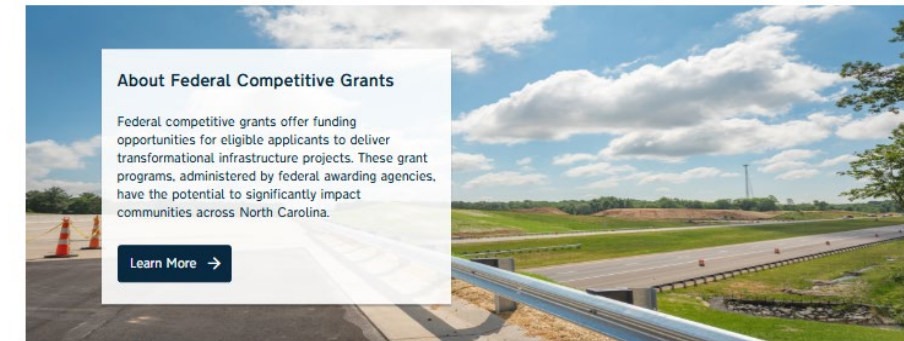 About Federal Competitive Grants
Federal competitive grants offer funding
opportunities for eligible applicants to deliver
transformational infrastructure projects. These grant
programs, administered by federal awarding agencies,
have the potential to significantly impact
communities across North Carolina.
Learn More →